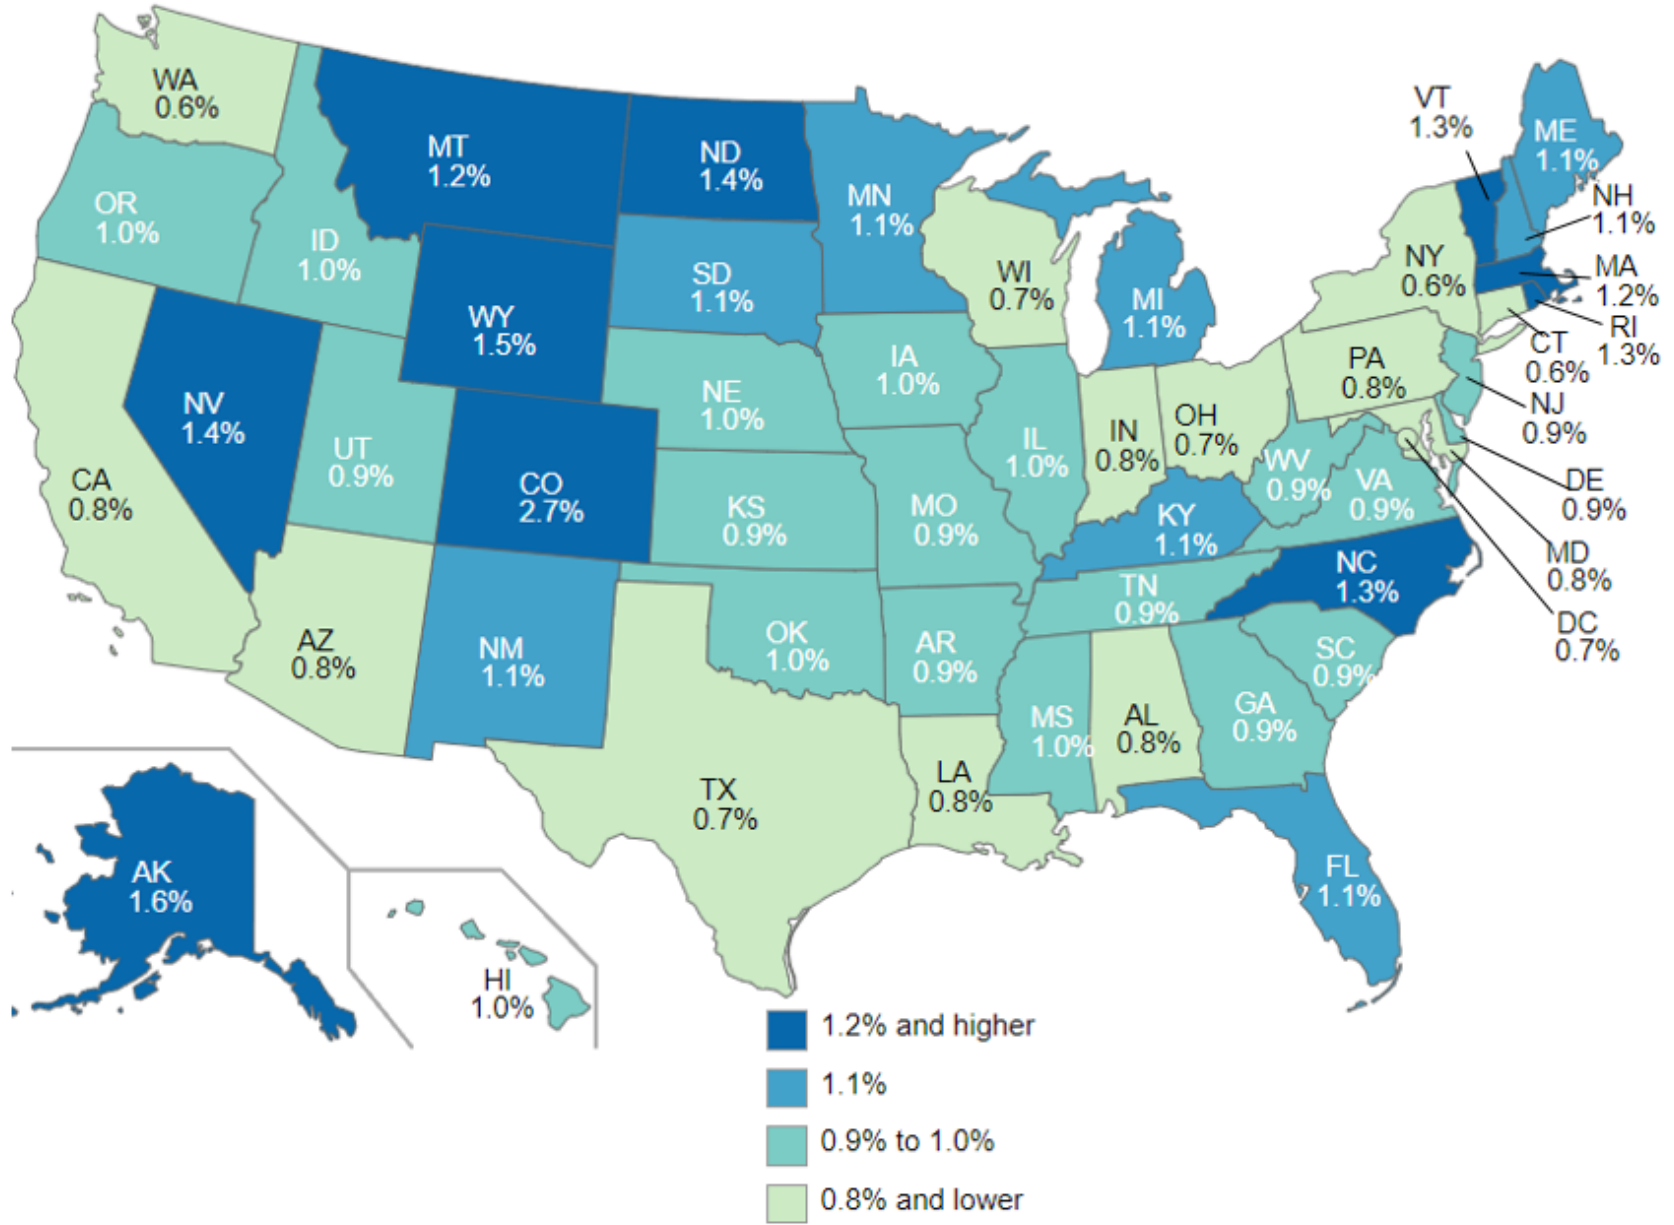 WA
0.6%
MT
1.2%
ND
1.4%
VT
1.3%
ME
1.1%
OR
1.0%
ID
1.0%
MN
1.1%
NH
1.1%
SD
1.1%
WI
0.7%
MI
1.1%
NY
0.6%
MA
1.2%
WY
1.5%
RI
1.3%
CT
0.6%
IA
1.0%
PA
0.8%
NV
1.4%
UT
0.9%
NE
1.0%
IL
1.0%
IN
0.8%
OH
0.7%
NJ
0.9%
CA
0.8%
CO
2.7%
KS
0.9%
MO
0.9%
WV
0.9%
VA
0.9%
DE
0.9%
KY
1.1%
MD
0.8%
NC
1.3%
TN
0.9%
DC
0.7%
AZ
0.8%
NM
1.1%
OK
1.0%
AR
0.9%
SC
0.9%
MS
1.0%
AL
0.8%
GA
0.9%
TX
0.7%
LA
0.8%
FL
1.1%
AK
1.6%
HI
1.0%
1.2% and higher
1.1%
0.9% to 1.0%
0.8% and lower